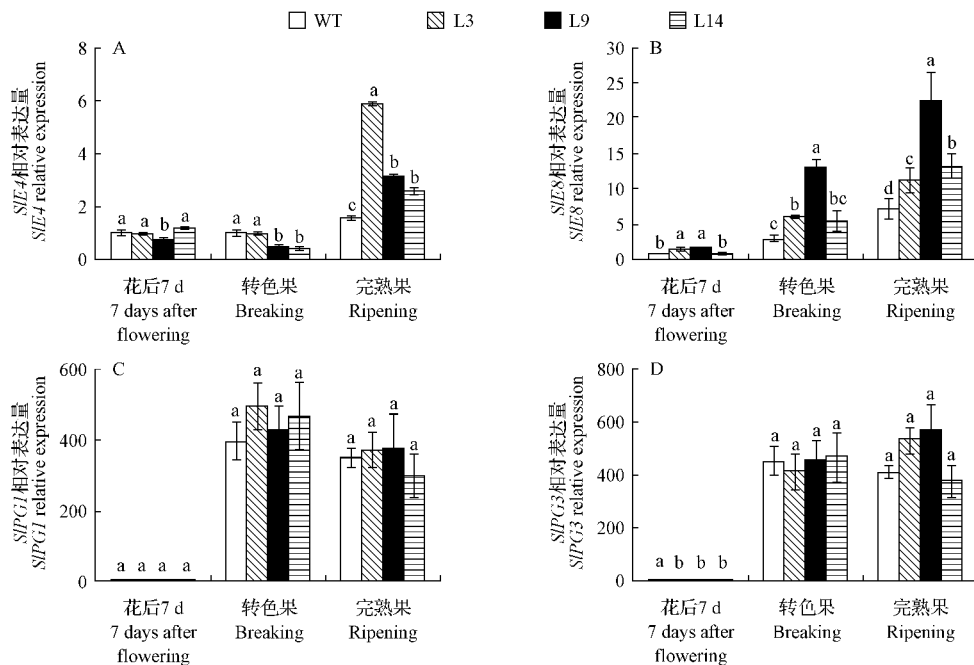 WT L3 L9 L14
A
SlE4相对表达量
SlE4 relative expression
8
6
4
2
0
a a b a
a a b b
c a b b
花后7 d
7 days after
flowering
转色果
Breaking
完熟果
Ripening
B
SlE8相对表达量
SlE8 relative expression
30
25
20
15
10
5
0
b a a b
c b a bc
d c a b
花后7 d
7 days after
flowering
转色果
Breaking
完熟果
Ripening
C
SlPG1相对表达量
SlPG1 relative expression
600
400
200
0
a a a a
a a a a
a a a a
花后7 d
7 days after
flowering
转色果
Breaking
完熟果
Ripening
D
SlPG3相对表达量
SlPG3 relative expression
800
600
400
200
0
a b b b
a a a a
a a a a
花后7 d
7 days after
flowering
转色果
Breaking
完熟果
Ripening